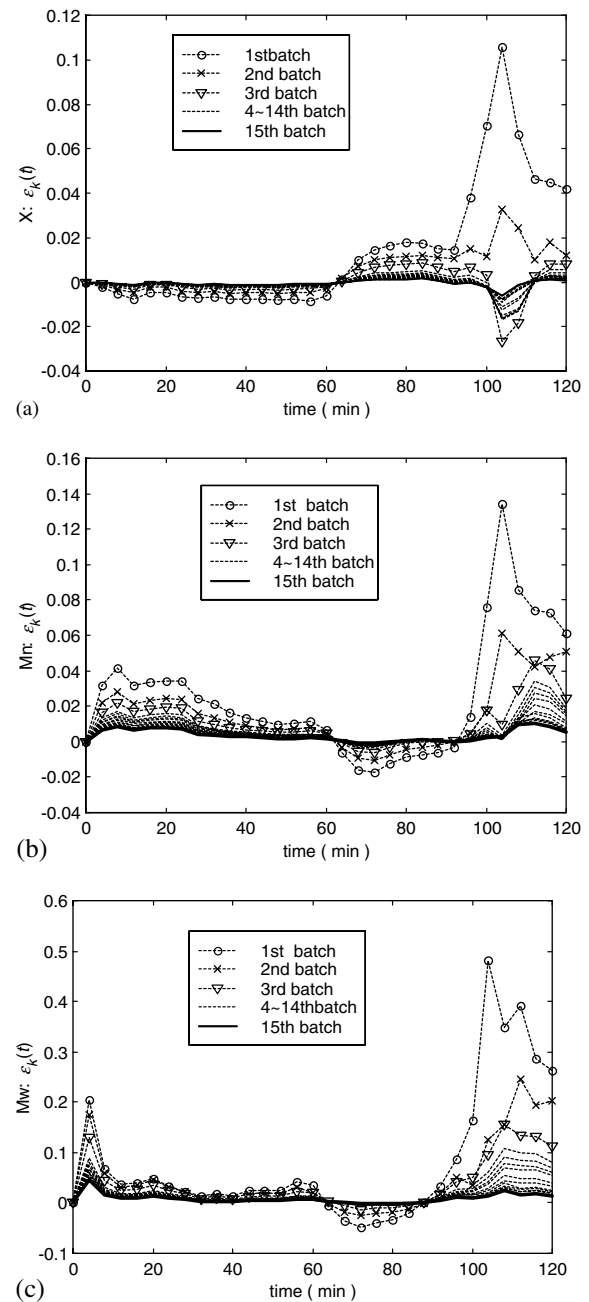 0.12
0.1
0.08
0.06
0.04
0.02
0
-0.02
-0.04
X: εk(t)
1stbatch
2nd batch
3rd batch
4~14th batch
15th batch
0 20 40 60 80 100 120
time ( min )
(a)
0.16
0.14
0.12
0.1
0.08
0.06
0.04
0.02
0
-0.02
-0.04
Mn: εk(t)
1st batch
2nd batch
3rd batch
4~14th batch
15th batch
0 20 40 60 80 100 120
time ( min )
(b)
0.6
0.5
0.4
0.3
0.2
0.1
0
-0.1
Mw: εk(t)
1st batch
2nd batch
3rd batch
4~14thbatch
15th batch
0 20 40 60 80 100 120
time ( min )
(c)